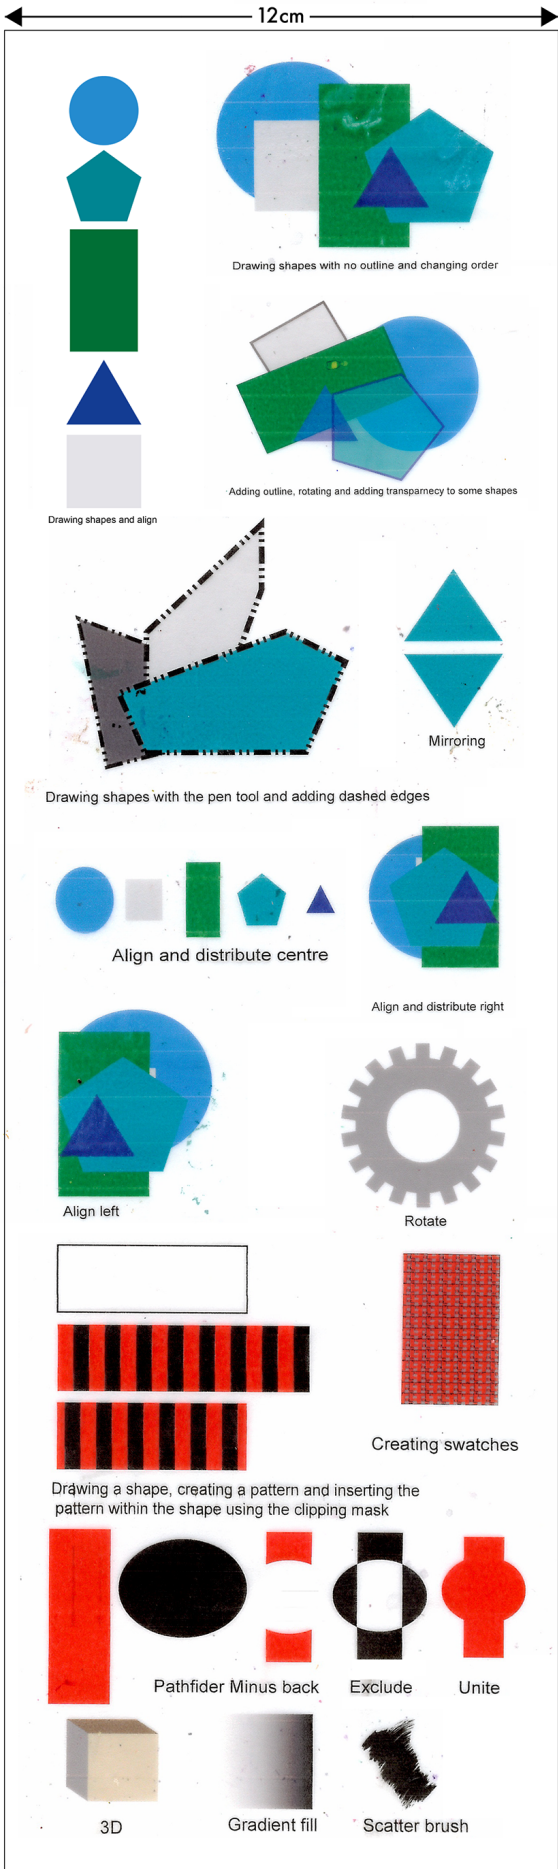 12cm
Drawing shapes with no outline and changing order
Adding outline, rotating and adding transparnecy to some shapes
Drawing shapes and align
Mirroring
Drawing shapes with the pen tool and adding dashed edges
Align and distribute centre
Align and distribute right
Align left
Rotate
Creating swatches
Drawing a shape, creating a pattern and inserting the
pattern within the shape using the clipping mask
Pathfider Minus back
Exclude
Unite
3D
Gradient fill
Scatter brush